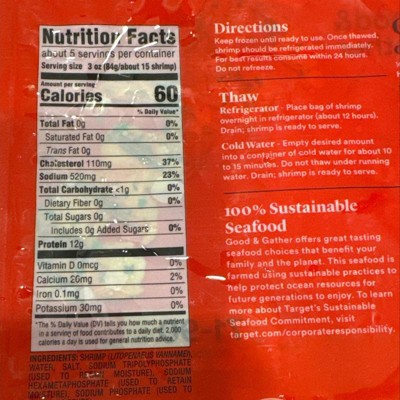 Nutrition Facts
about 5 servings per container
Serving size 3 oz (84g/about 15 shrimp)
Amount per serving
Calories 60
% Daily Value*
Total Fat 0g 0%
Saturated Fat 0g 0%
Trans Fat 0g
Cholesterol 110mg 37%
Sodium 520mg 23%
Total Carbohydrate <1g 0%
Dietary Fiber 0g 0%
Total Sugars 0g
Includes 0g Added Sugars 0%
Protein 12g
Vitamin D 0mcg 0%
Calcium 20mg 2%
Iron 0.1mg 0%
Potassium 30mg 0%
*The % Daily Value (DV) tells you how much a nutrient
in a serving of food contributes to a daily diet. 2,000
calories a day is used for general nutrition advice.
INGREDIENTS: SHRIMP (LITOPENAEUS VANNAMEI),
WATER, SALT, SODIUM TRIPOLYPHOSPHATE
(USED TO RETAIN MOISTURE), SODIUM
HEXAMETAPHOSPHATE (USED TO RETAIN
MOISTURE), SODIUM PHOSPHATE (USED TO
Directions
Keep frozen until ready to use. Once thawed,
shrimp should be refrigerated immediately.
For best results consume within 24 hours.
Do not refreeze.
Thaw
Refrigerator - Place bag of shrimp
overnight in refrigerator (about 12 hours).
Drain; shrimp is ready to serve.
Cold Water - Empty desired amount
into a container of cold water for about 10
to 15 minutes. Do not thaw under running
water. Drain; shrimp is ready to serve.
100% Sustainable
Seafood
Good & Gather offers great tasting
seafood choices that benefit your
family and the planet. This seafood is
farmed using sustainable practices to
help protect ocean resources for
future generations to enjoy. To learn
more about Target's Sustainable
Seafood Commitment, visit
target.com/corporateresponsibility.